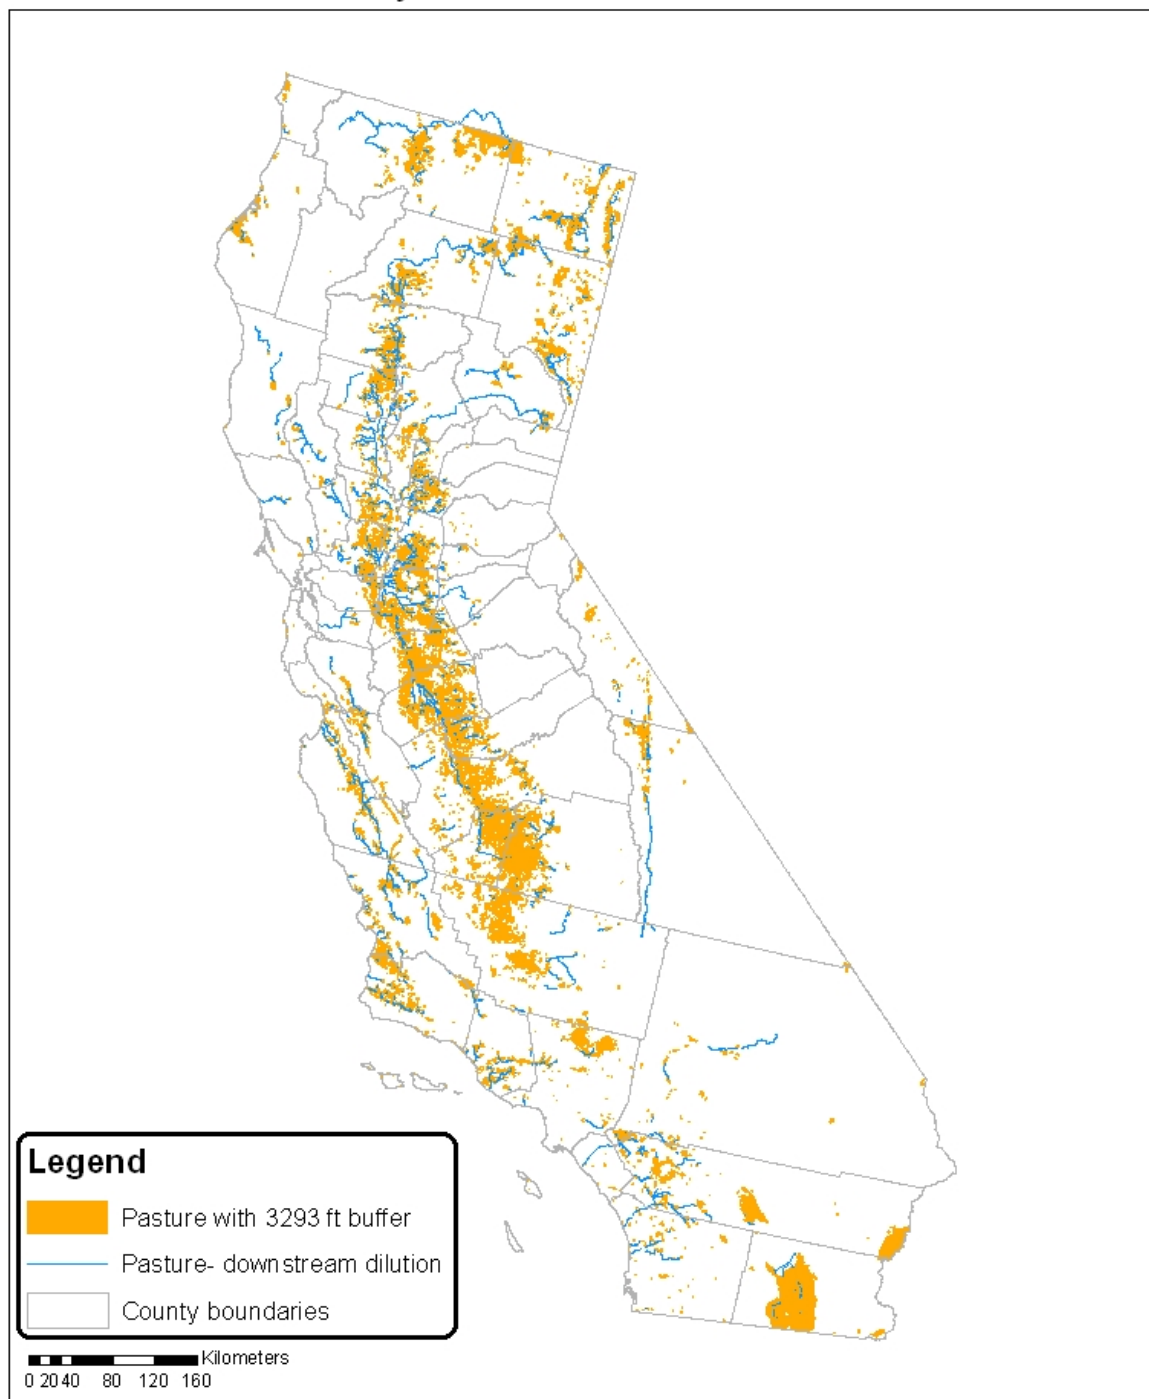 Legend
Pasture with 3293 ft buffer
Pasture- downstream dilution
County boundaries
Kilometers
0 20 40 80 120 160